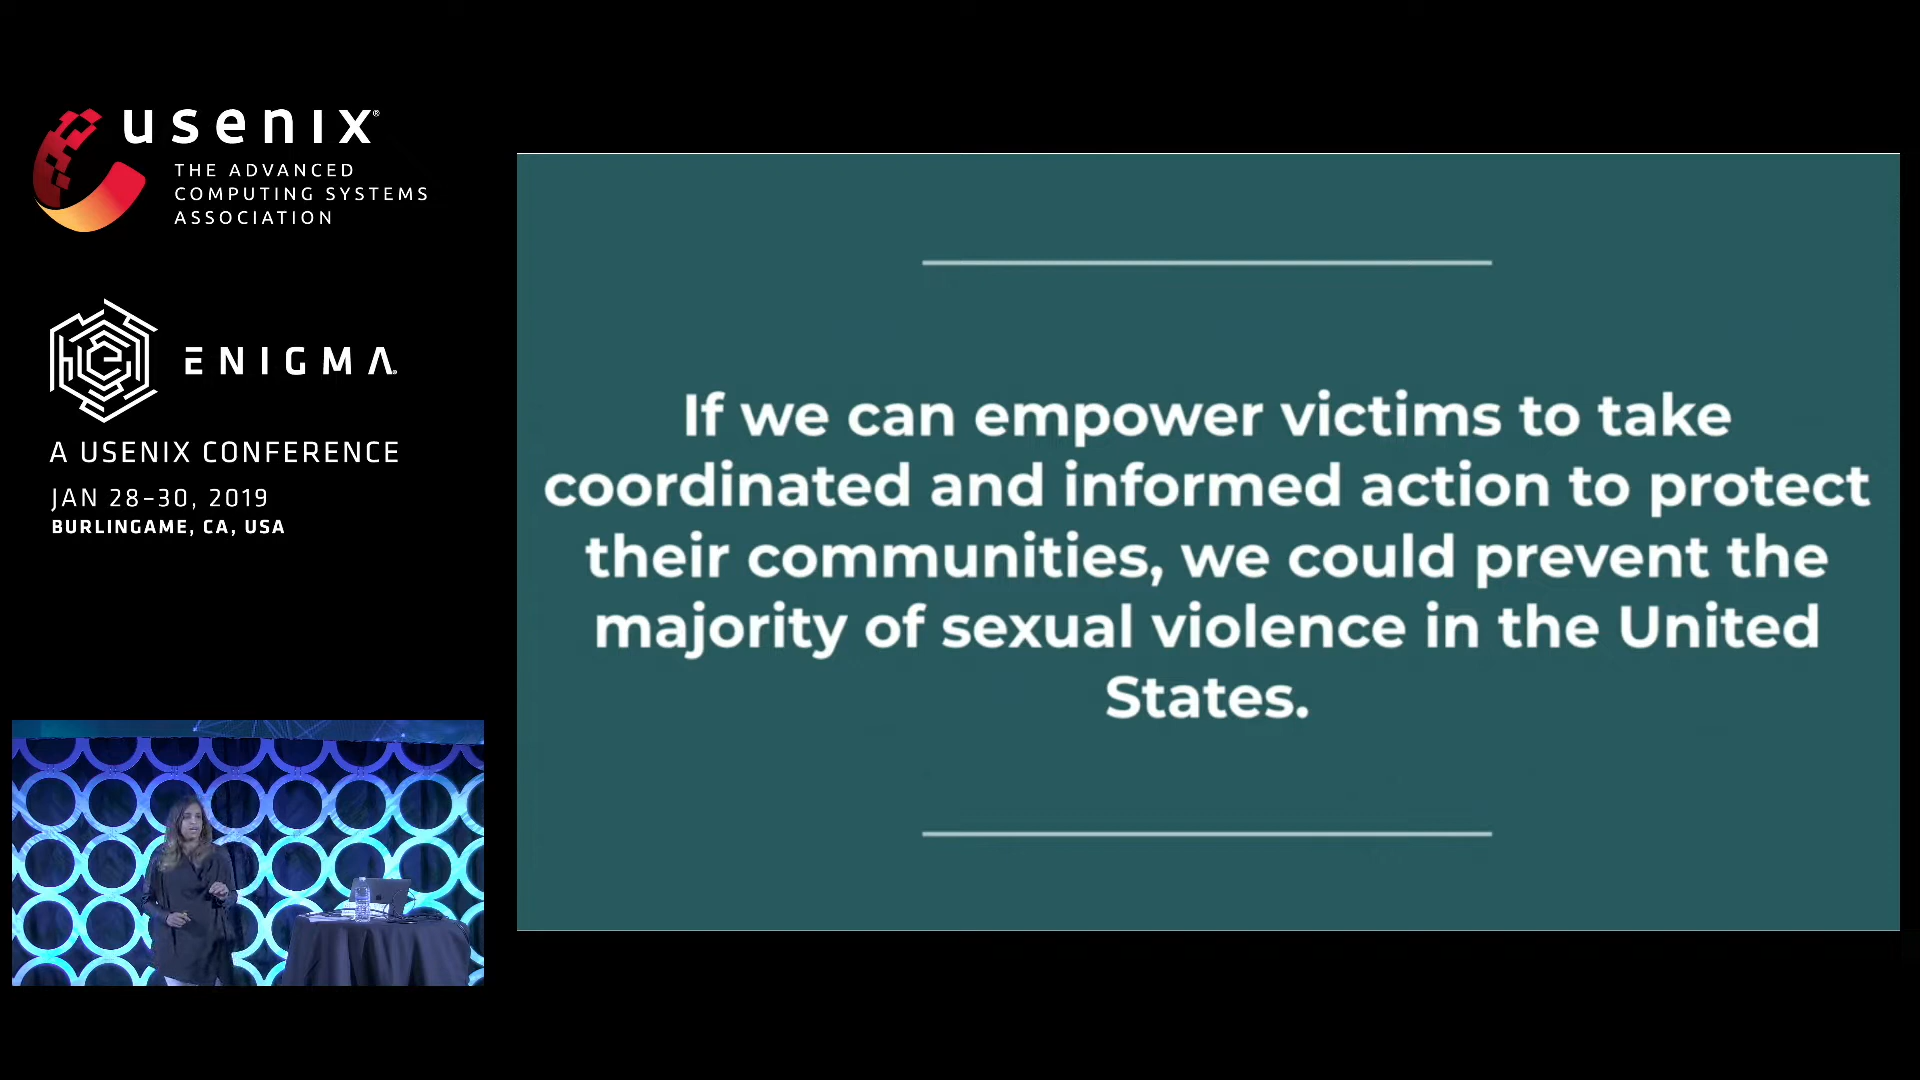 usenix®
THE ADVANCED
COMPUTING SYSTEMS
ASSOCIATION
ENIGMA®
A USENIX CONFERENCE
JAN 28-30, 2019
BURLINGAME, CA, USA
If we can empower victims to take
coordinated and informed action to protect
their communities, we could prevent the
majority of sexual violence in the United
States.